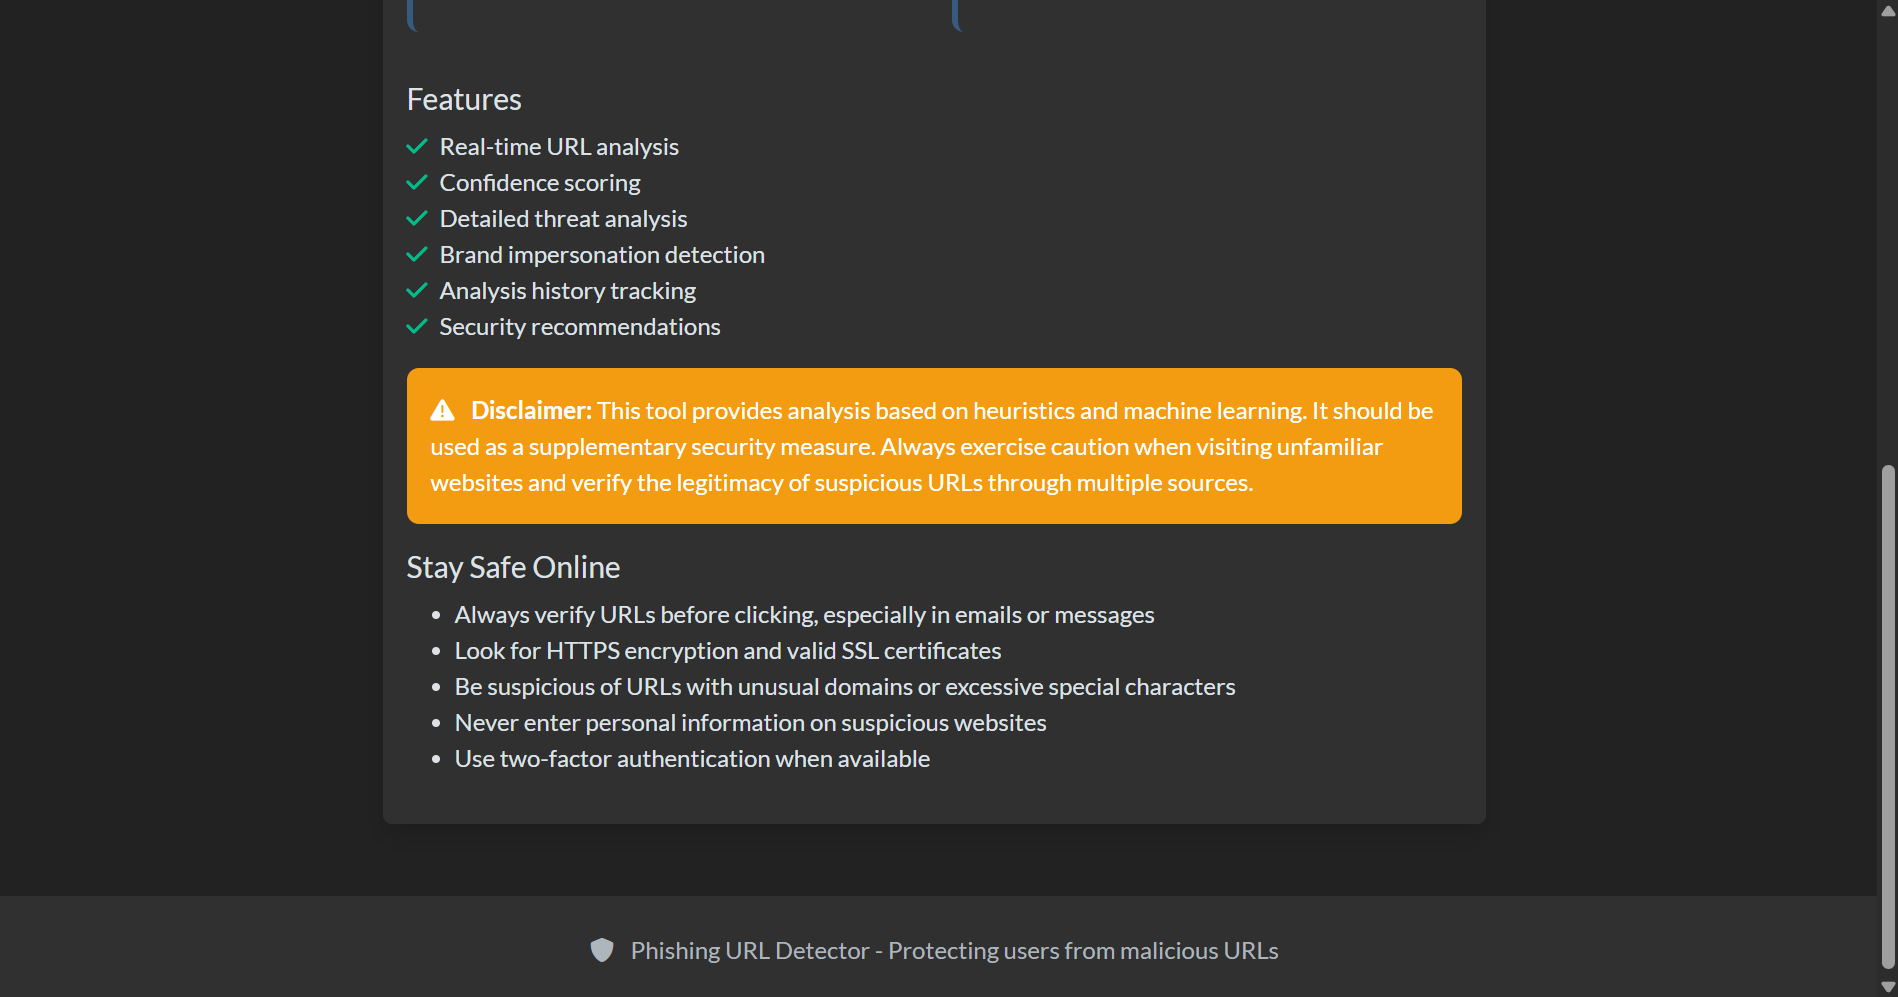 Features
Real-time URL analysis
Confidence scoring
Detailed threat analysis
Brand impersonation detection
Analysis history tracking
Security recommendations
Disclaimer: This tool provides analysis based on heuristics and machine learning. It should be
used as a supplementary security measure. Always exercise caution when visiting unfamiliar
websites and verify the legitimacy of suspicious URLs through multiple sources.
Stay Safe Online
Always verify URLs before clicking, especially in emails or messages
Look for HTTPS encryption and valid SSL certificates
Be suspicious of URLs with unusual domains or excessive special characters
Never enter personal information on suspicious websites
Use two-factor authentication when available
Phishing URL Detector - Protecting users from malicious URLs